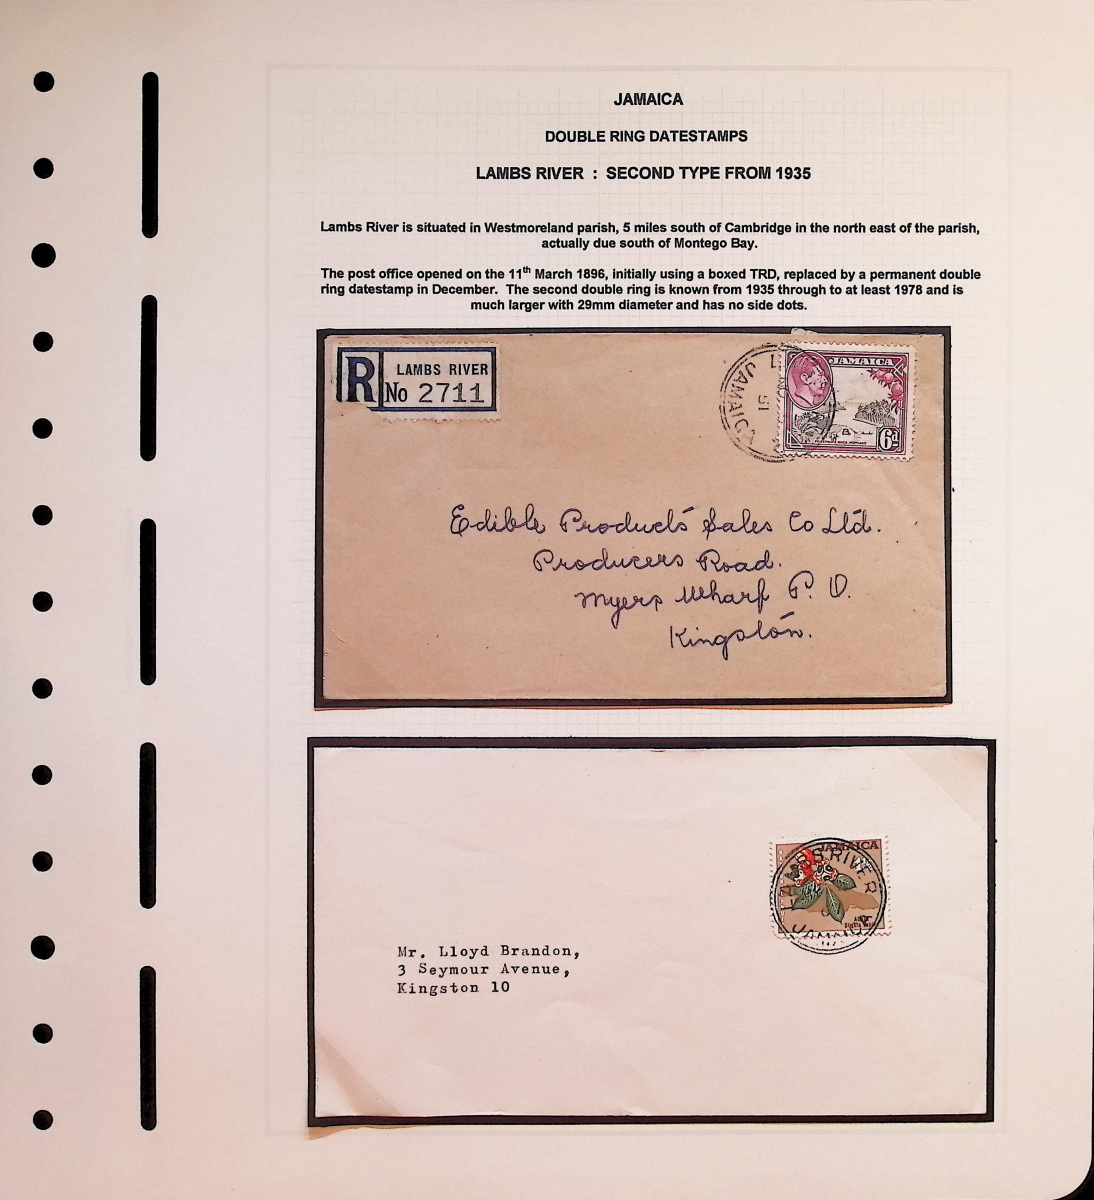 JAMAICA
DOUBLE RING DATESTAMPS
LAMBS RIVER : SECOND TYPE FROM 1935
Lambs River is situated in Westmoreland parish, 5 miles south of Cambridge in the north east of the parish,
actually due south of Montego Bay.
The post office opened on the 11th March 1896, initially using a boxed TRD, replaced by a permanent double
ring datestamp in December. The second double ring is known from 1935 through to at least 1978 and is
much larger with 29mm diameter and has no side dots.
R
LAMBS RIVER
No 2711
JAMAICA
51
JAMAICA
6d
Edible Products Sales Co Ltd.
Producers Road.
Myers Wharf P. O.
Kingston.
JAMAICA
LAMBS RIVER
JAMAICA
Mr. Lloyd Brandon,
3 Seymour Avenue,
Kingston 10